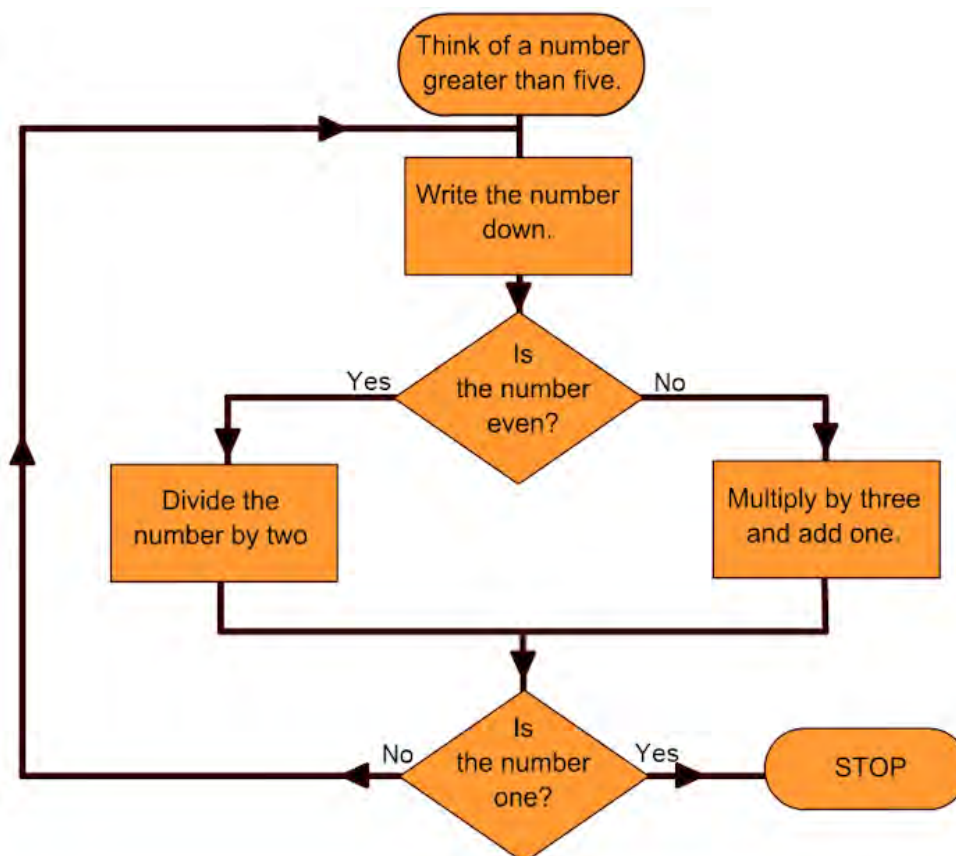 Think of a number
greater than five.
Write the number
down.
Is
the number
even?
Yes
No
Divide the
number by two
Multiply by three
and add one.
Is
the number
one?
No
Yes
STOP